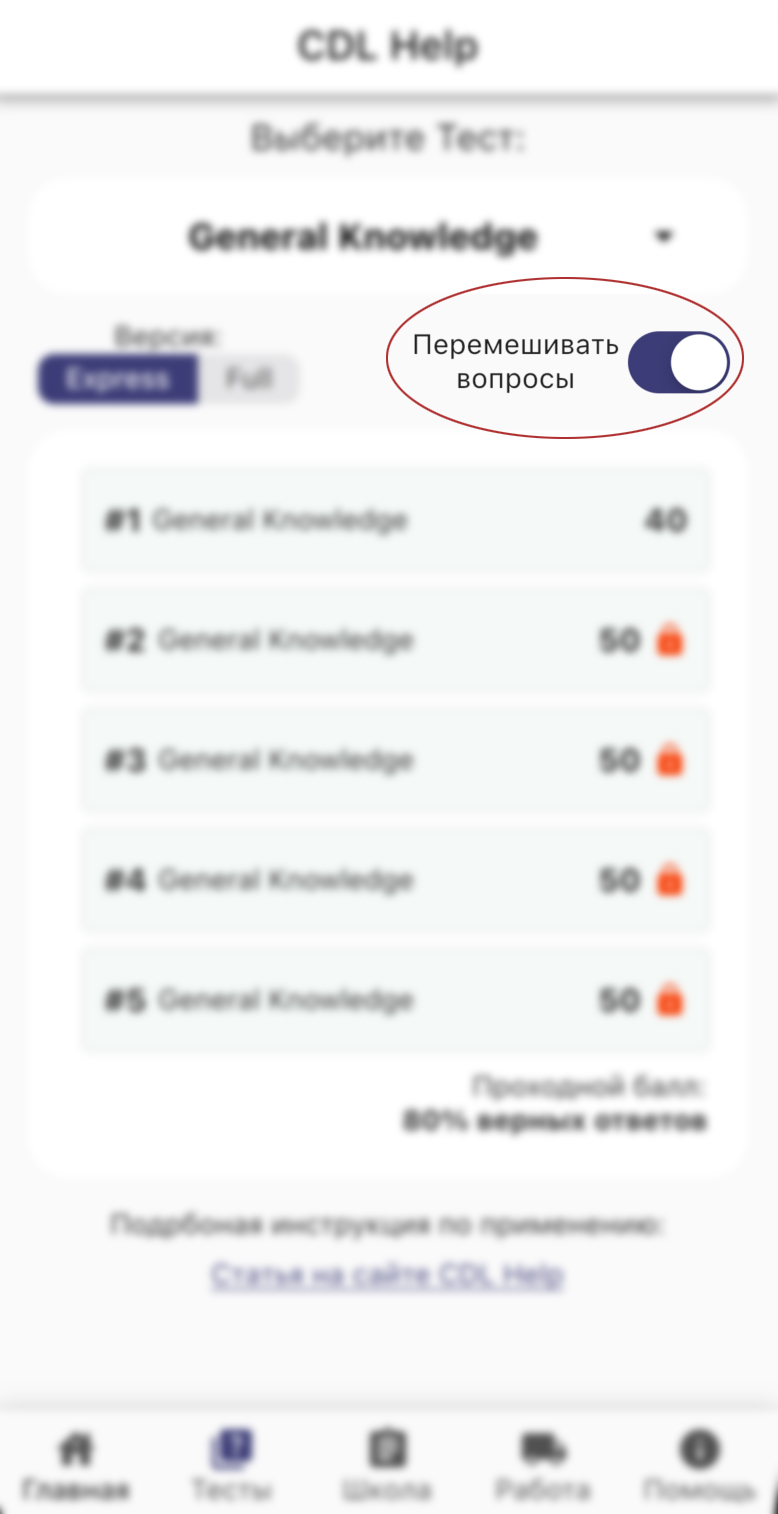 CDL Help
Выберите Тест:
General Knowledge
Версия:
Express Full
Перемешивать
вопросы
#1 General Knowledge 40
#2 General Knowledge 50
#3 General Knowledge 50
#4 General Knowledge 50
#5 General Knowledge 50
Проходной балл:
80% верных ответов
Подрбоная инструкция по применению:
Статья на сайте CDL Help
Главная Тесты Школа Работа Помощь